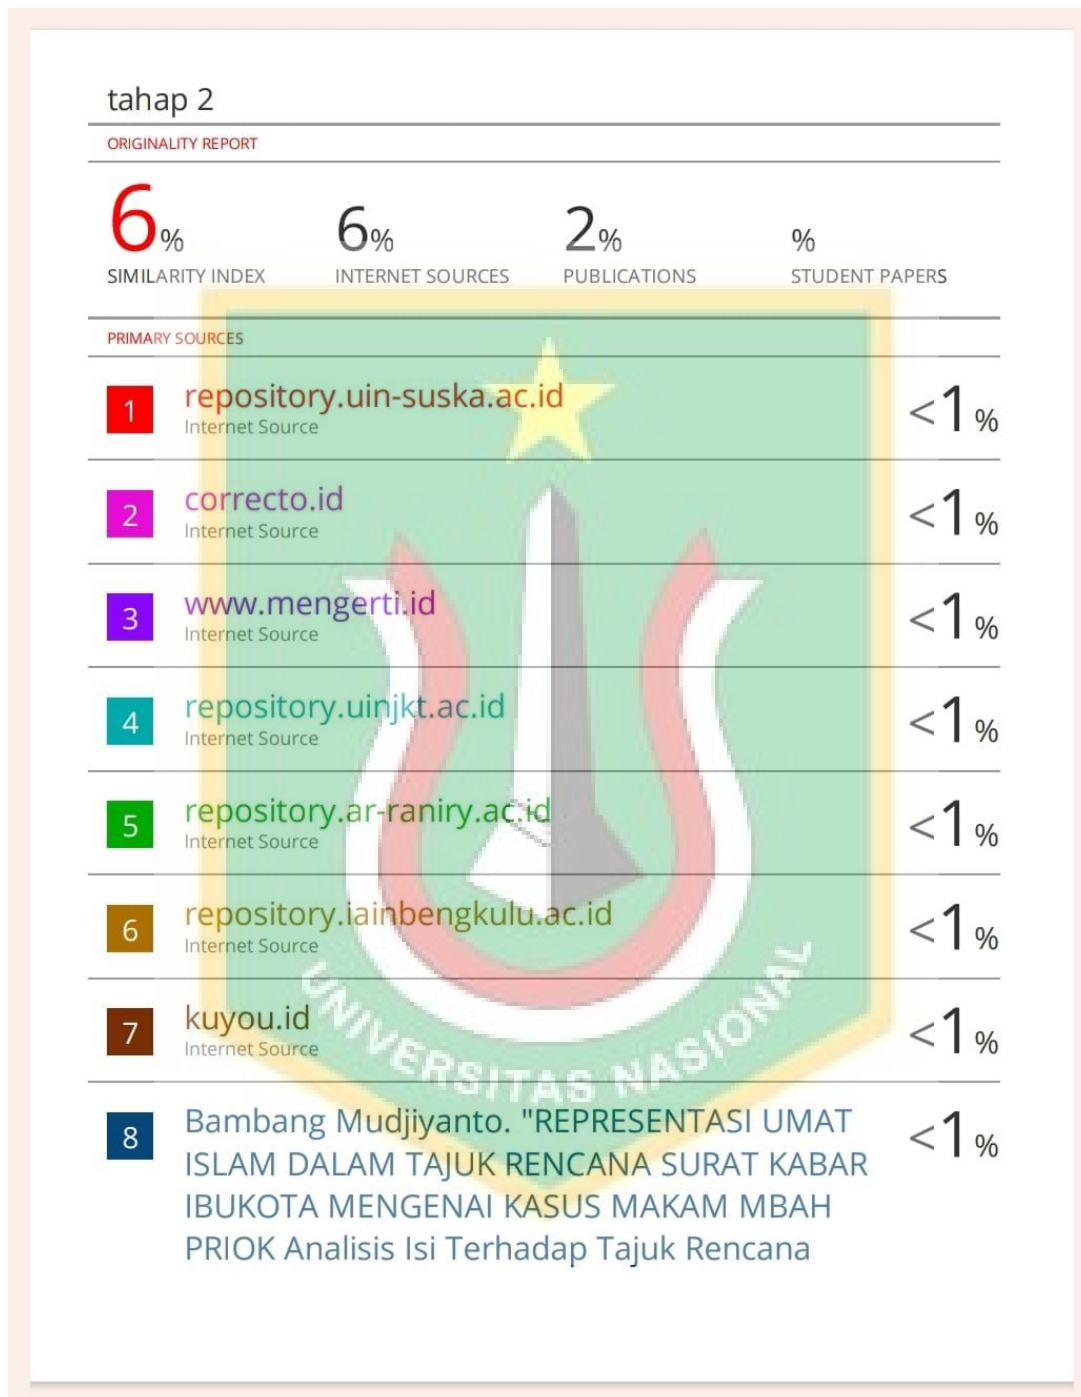 tahap 2
ORIGINALITY REPORT
6%
6%
2%
%
SIMILARITY INDEX
INTERNET SOURCES
PUBLICATIONS
STUDENT PAPERS
PRIMARY SOURCES
1
repository.uin-suska.ac.id
Internet Source
<1%
2
correcto.id
Internet Source
<1%
3
www.mengerti.id
Internet Source
<1%
4
repository.uinjkt.ac.id
Internet Source
<1%
5
repository.ar-raniry.ac.id
Internet Source
<1%
6
repository.iainbengkulu.ac.id
Internet Source
<1%
7
kuyou.id
Internet Source
<1%
8
Bambang Mudjiyanto. "REPRESENTASI UMAT
ISLAM DALAM TAJUK RENCANA SURAT KABAR
IBUKOTA MENGENAI KASUS MAKAM MBAH
PRIOK Analisis Isi Terhadap Tajuk Rencana
<1%
UNIVERSITAS NASIONAL